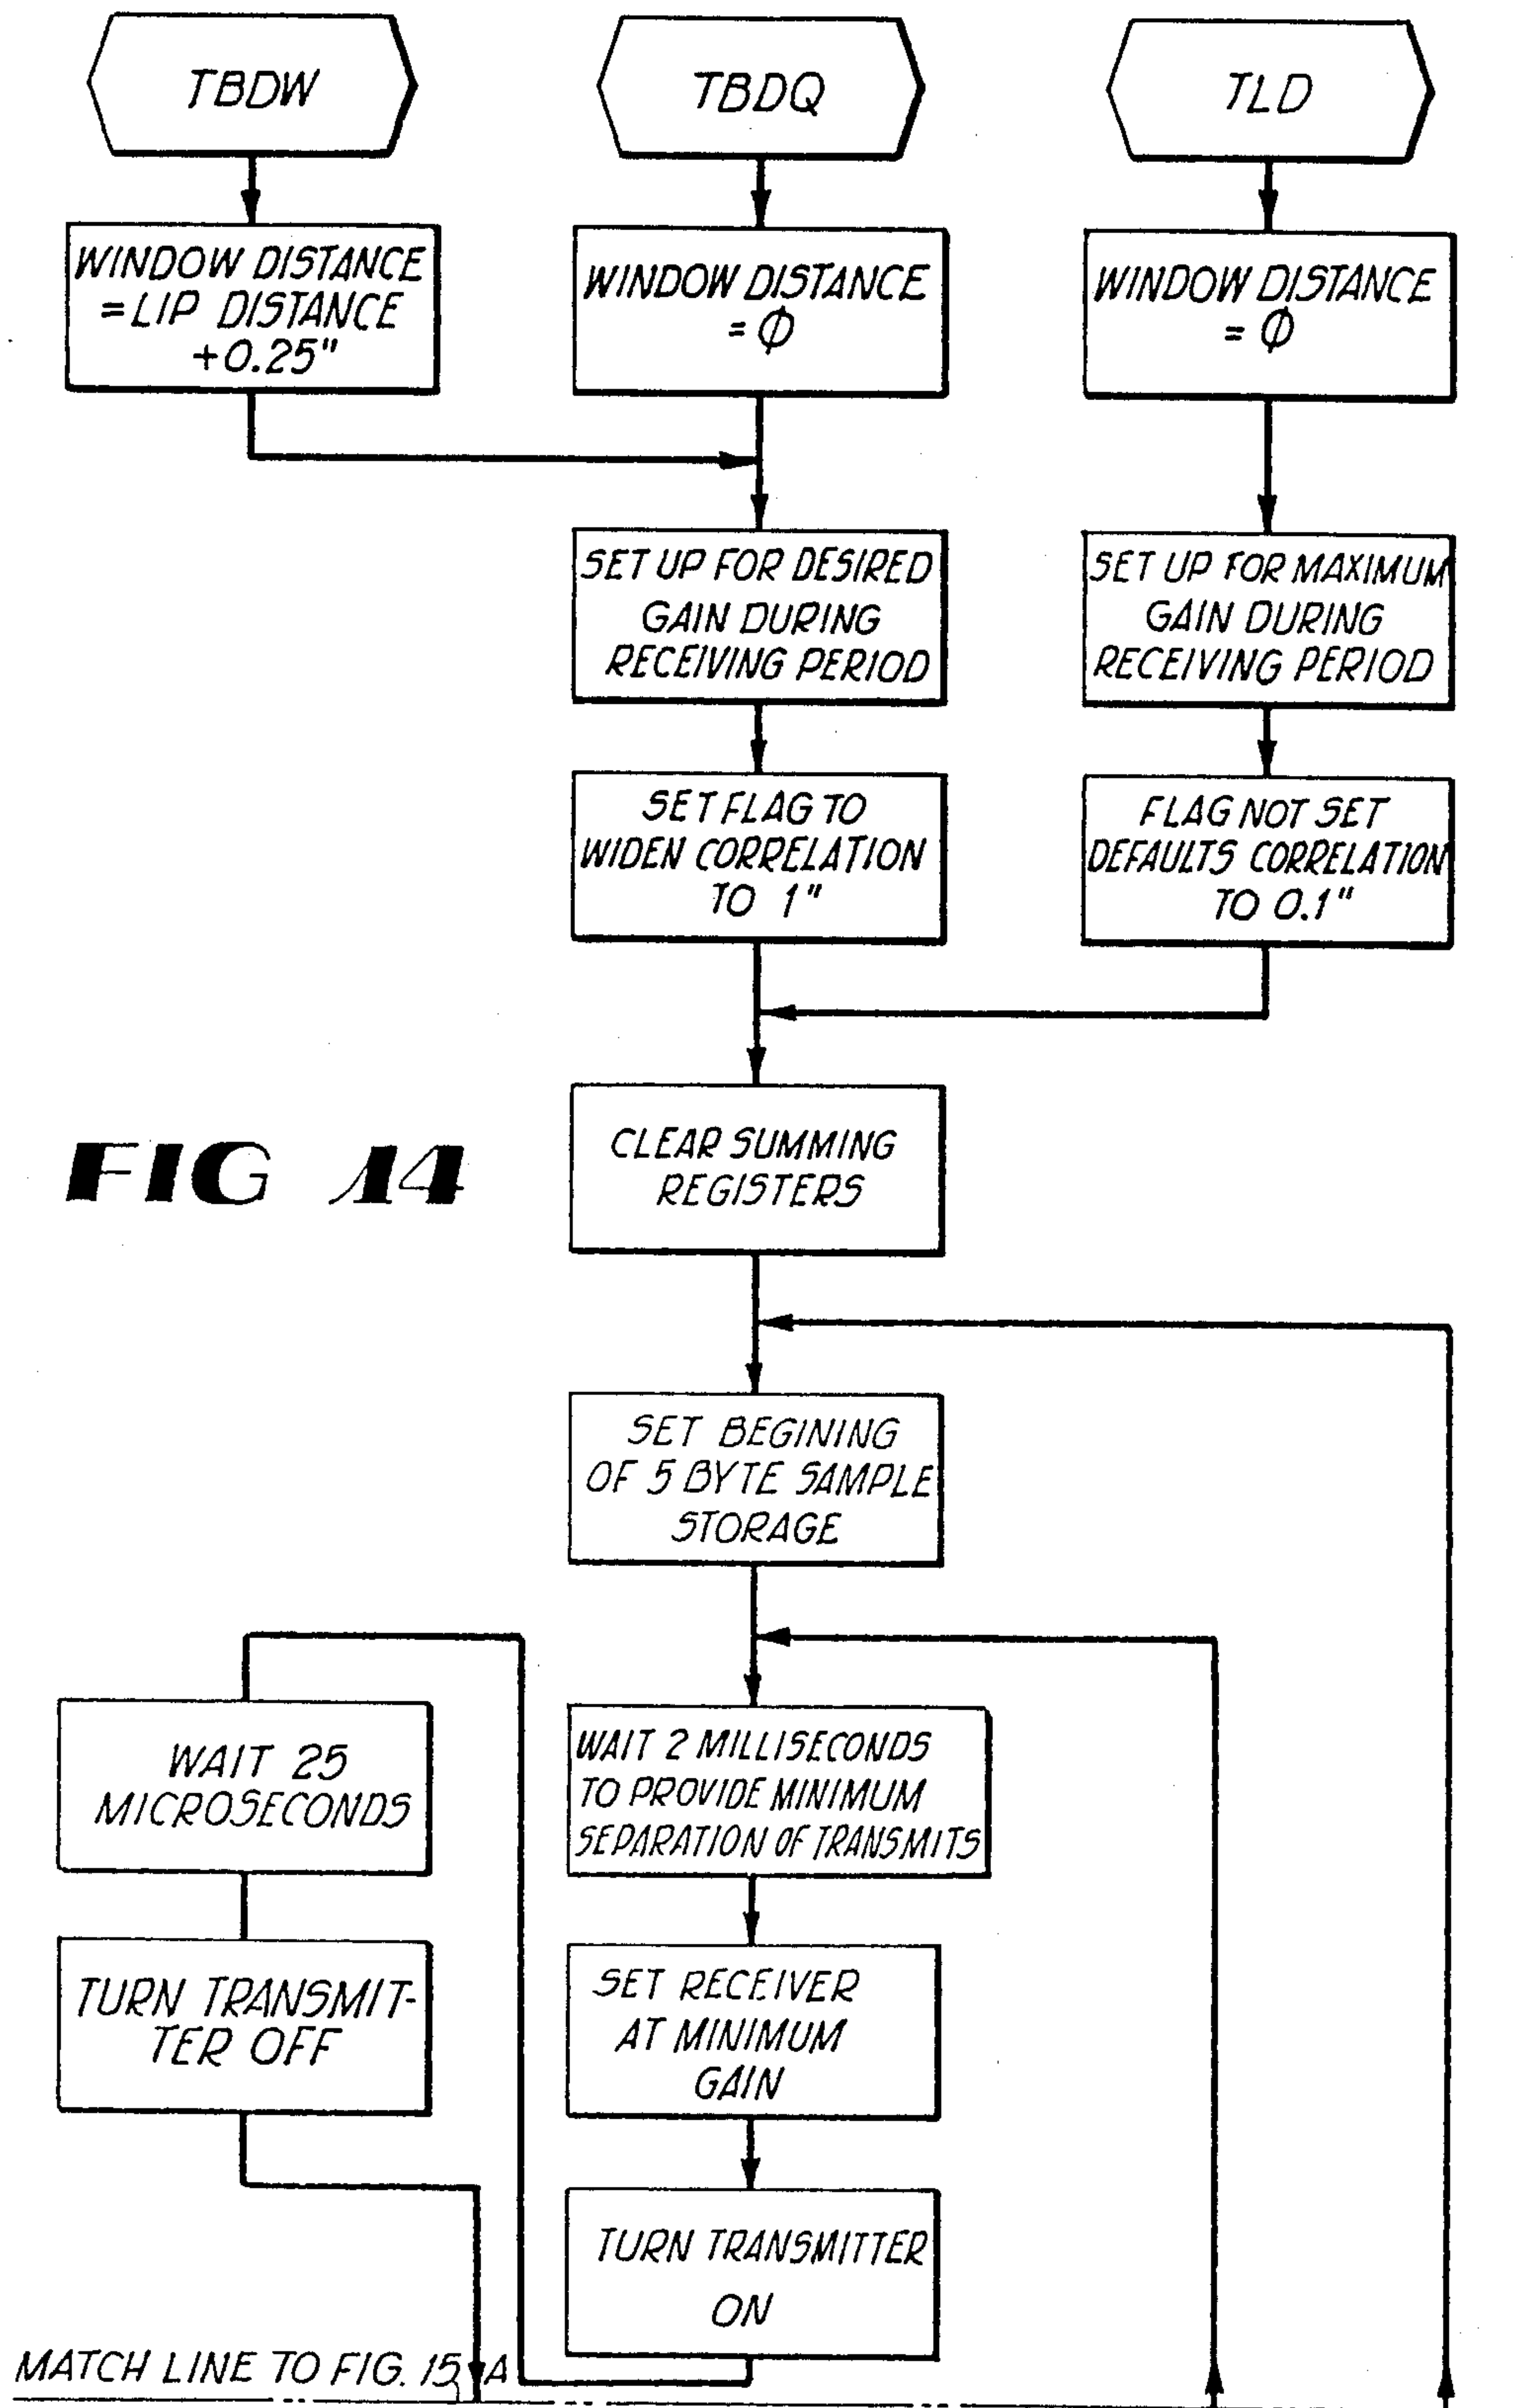 TBDW
TBDQ
TLD
WINDOW DISTANCE
= LIP DISTANCE
+0.25"
WINDOW DISTANCE
= Ø
WINDOW DISTANCE
= Ø
SET UP FOR DESIRED
GAIN DURING
RECEIVING PERIOD
SET UP FOR MAXIMUM
GAIN DURING
RECEIVING PERIOD
SET FLAG TO
WIDEN CORRELATION
TO 1"
FLAG NOT SET
DEFAULTS CORRELATION
TO 0.1"
CLEAR SUMMING
REGISTERS
FIG 14
SET BEGINING
OF 5 BYTE SAMPLE
STORAGE
WAIT 25
MICROSECONDS
WAIT 2 MILLISECONDS
TO PROVIDE MINIMUM
SEPARATION OF TRANSMITS
TURN TRANSMIT-
TER OFF
SET RECEIVER
AT MINIMUM
GAIN
TURN TRANSMITTER
ON
MATCH LINE TO FIG. 15 A